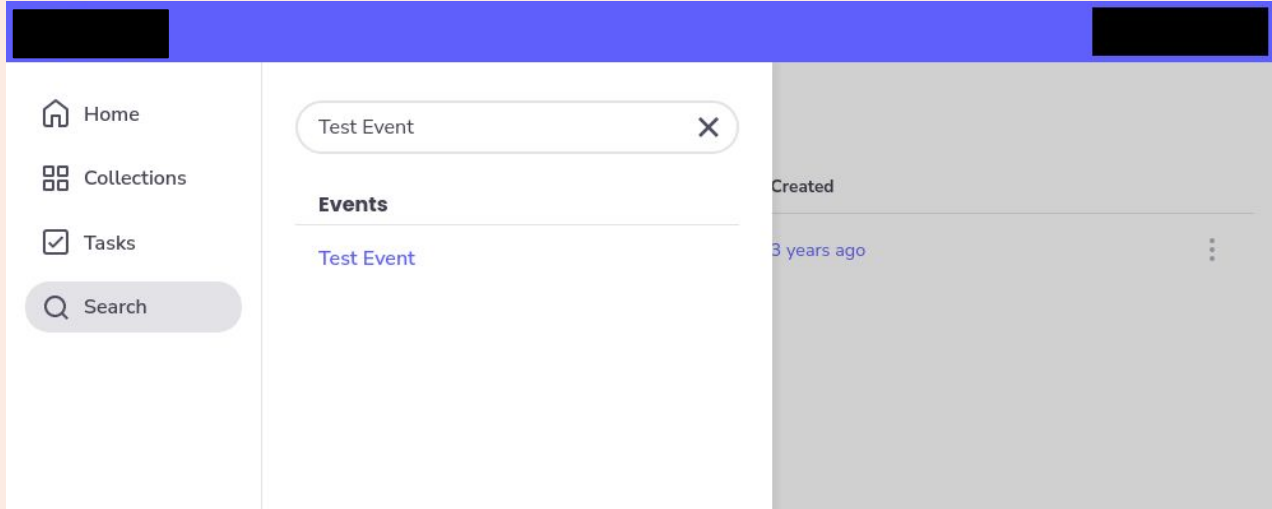 Home
Collections
Tasks
Search
Test Event
Events
Test Event
Created
3 years ago